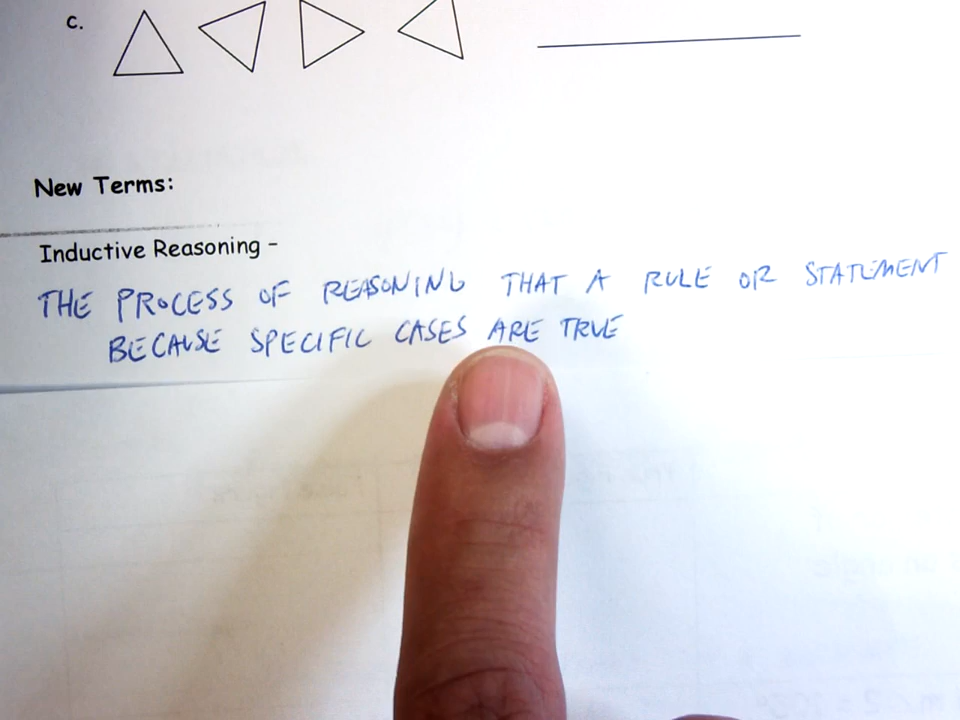 c.
New Terms:
Inductive Reasoning -
THE PROCESS OF REASONING THAT A RULE OR STATEMENT
BECAUSE SPECIFIC CASES ARE TRUE